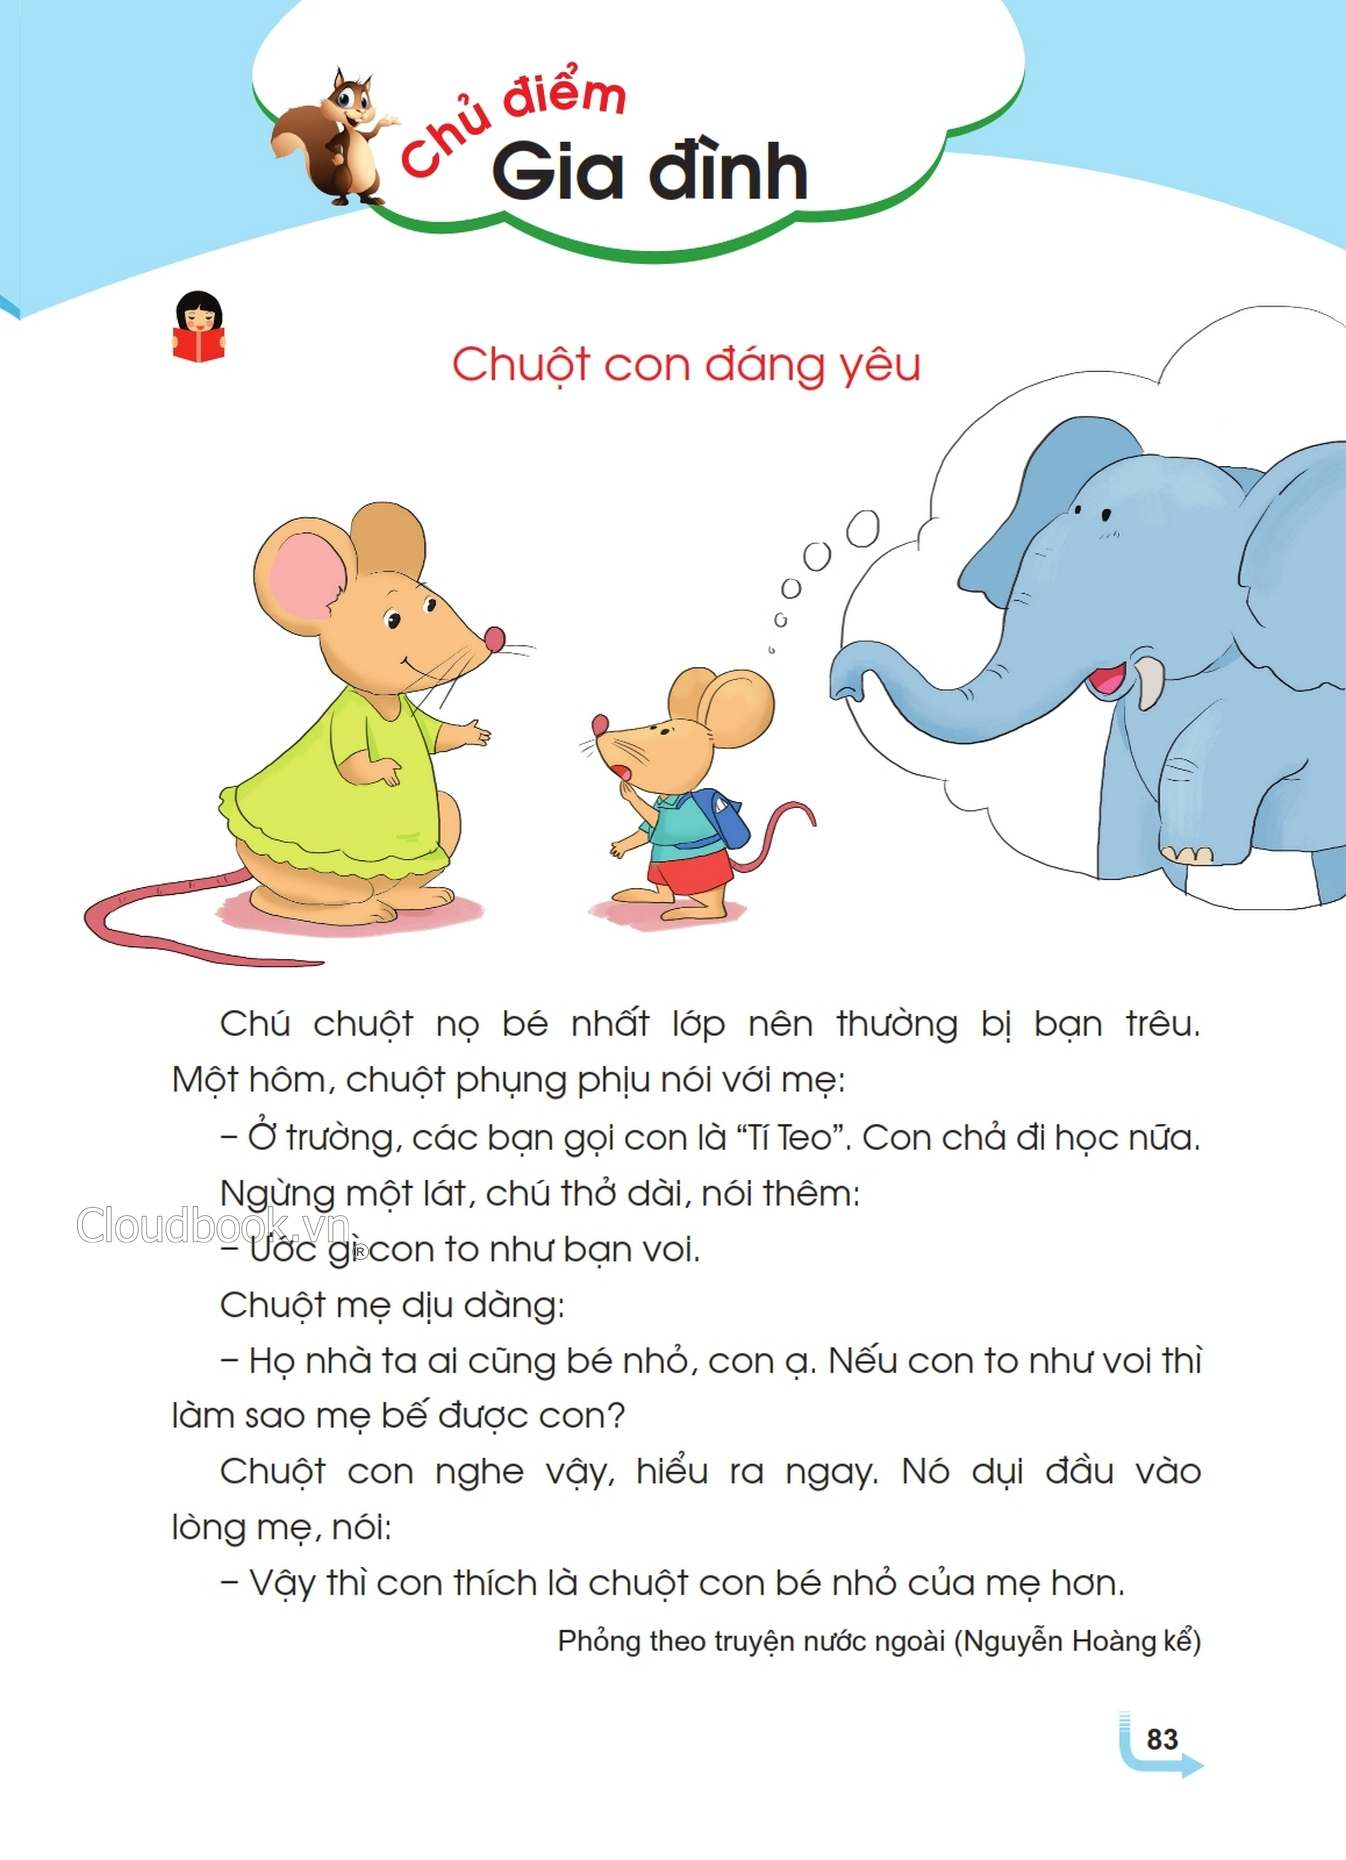 Chủ điểm
Gia đình
Chuột con đáng yêu
Chú chuột nọ bé nhất lớp nên thường bị bạn trêu.
Một hôm, chuột phụng phịu nói với mẹ:
– Ở trường, các bạn gọi con là “Tí Teo”. Con chả đi học nữa.
Ngừng một lát, chú thở dài, nói thêm:
Cloudbook.vn®
– Ước gì con to như bạn voi.
Chuột mẹ dịu dàng:
– Họ nhà ta ai cũng bé nhỏ, con ạ. Nếu con to như voi thì
làm sao mẹ bế được con?
Chuột con nghe vậy, hiểu ra ngay. Nó dụi đầu vào
lòng mẹ, nói:
– Vậy thì con thích là chuột con bé nhỏ của mẹ hơn.
Phỏng theo truyện nước ngoài (Nguyễn Hoàng kể)
83